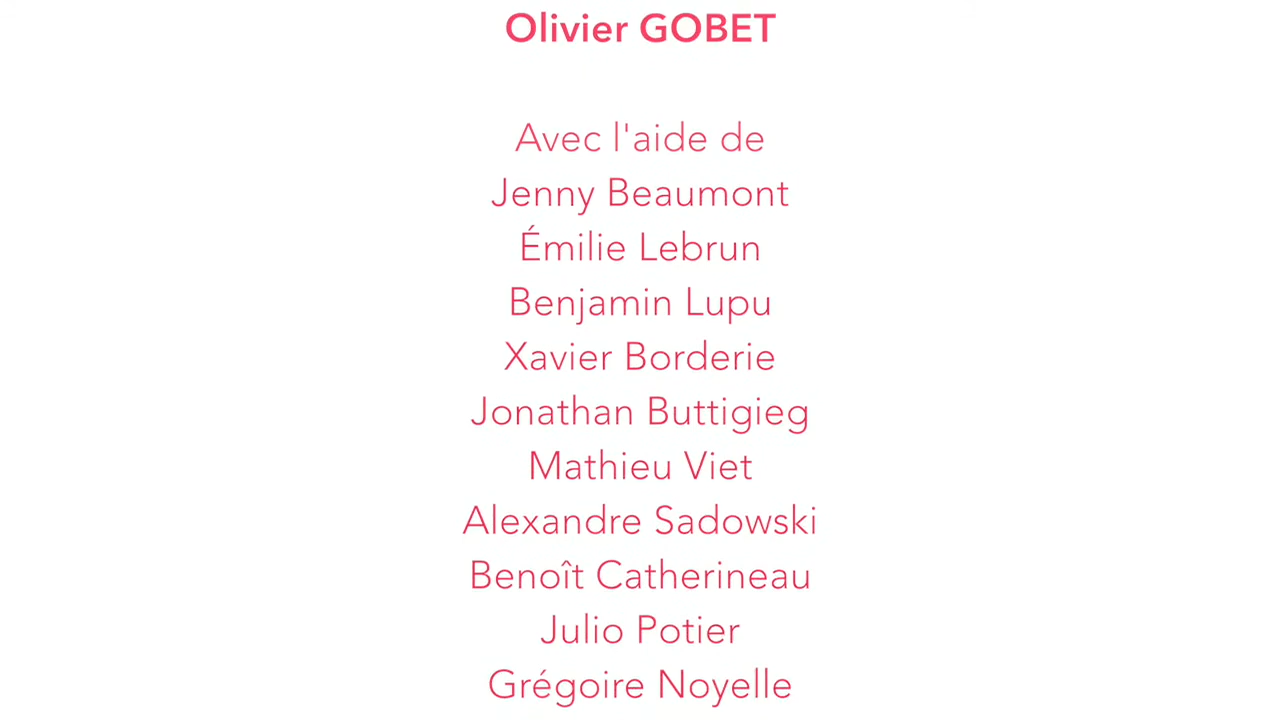 Olivier GOBET
Avec l'aide de
Jenny Beaumont
Émilie Lebrun
Benjamin Lupu
Xavier Borderie
Jonathan Buttigieg
Mathieu Viet
Alexandre Sadowski
Benoît Catherineau
Julio Potier
Grégoire Noyelle